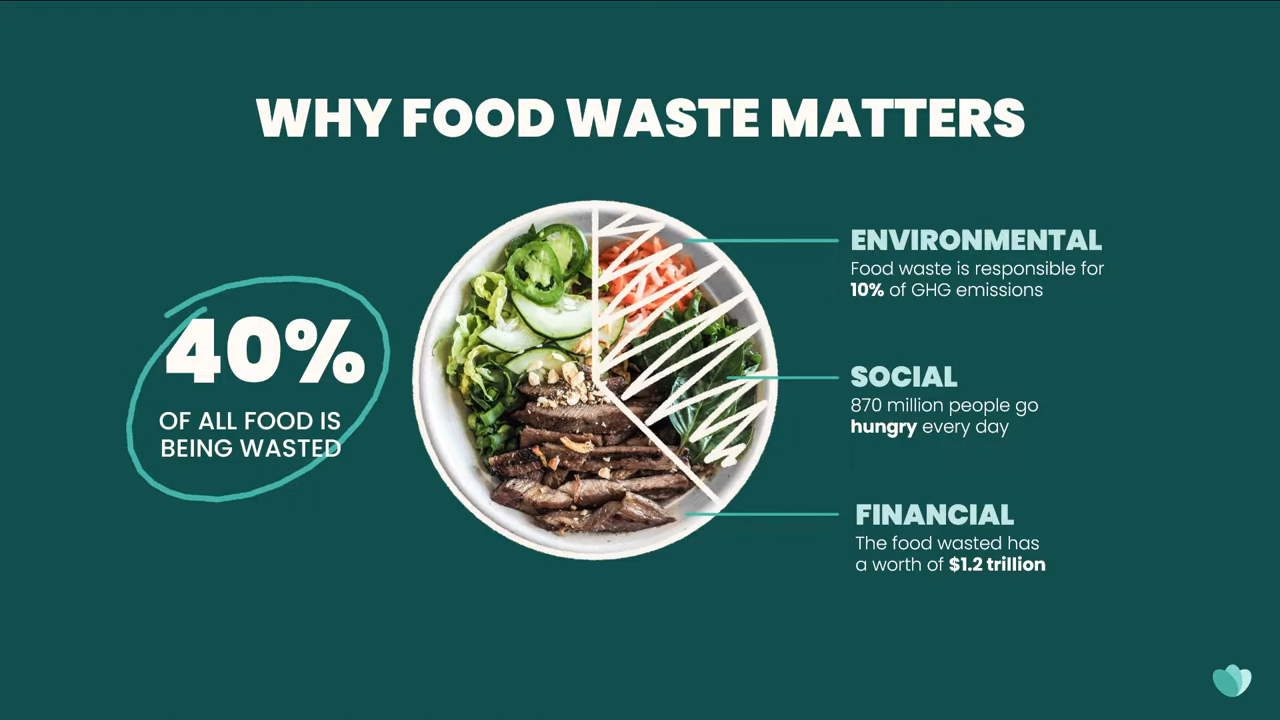 WHY FOOD WASTE MATTERS
40%
OF ALL FOOD IS
BEING WASTED
ENVIRONMENTAL
Food waste is responsible for
10% of GHG emissions
SOCIAL
870 million people go
hungry every day
FINANCIAL
The food wasted has
a worth of $1.2 trillion